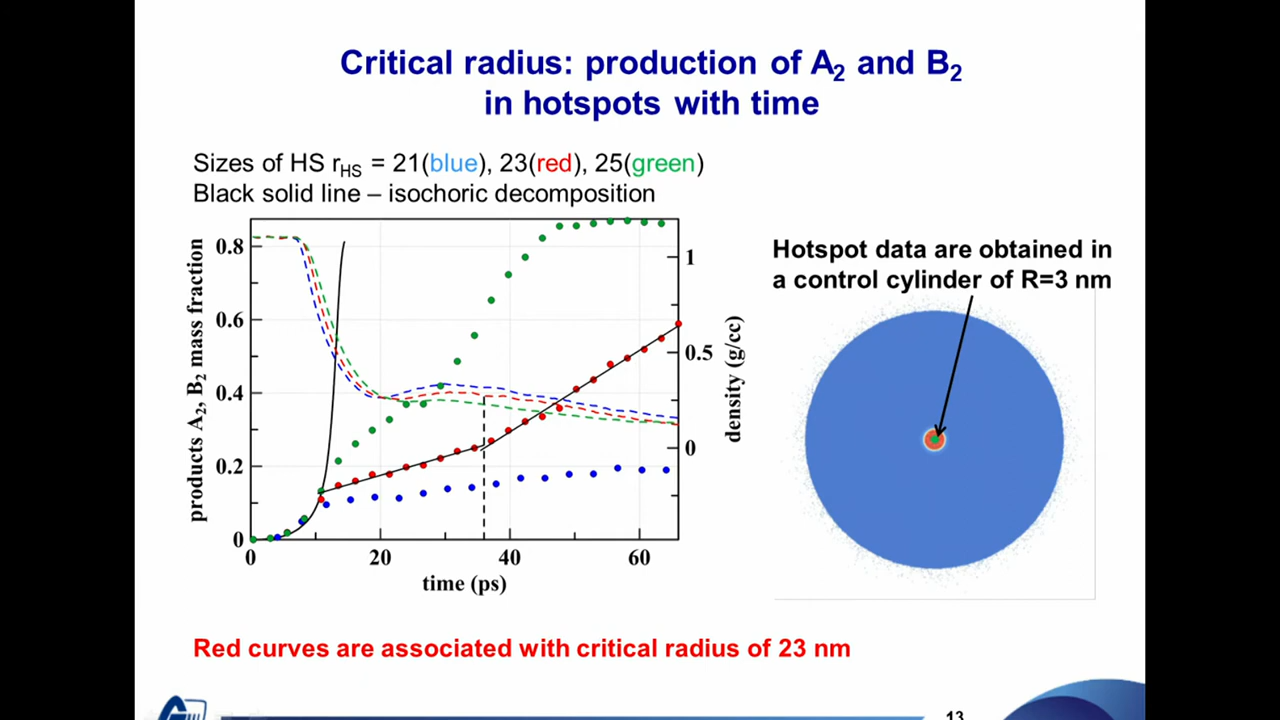 Critical radius: production of A₂ and B₂
in hotspots with time
Sizes of HS r_HS = 21(blue), 23(red), 25(green)
Black solid line – isochoric decomposition
Hotspot data are obtained in
a control cylinder of R=3 nm
products A₂, B₂ mass fraction
0.8
0.6
0.4
0.2
0
1
0.5
0
density (g/cc)
0 20 40 60
time (ps)
Red curves are associated with critical radius of 23 nm
13